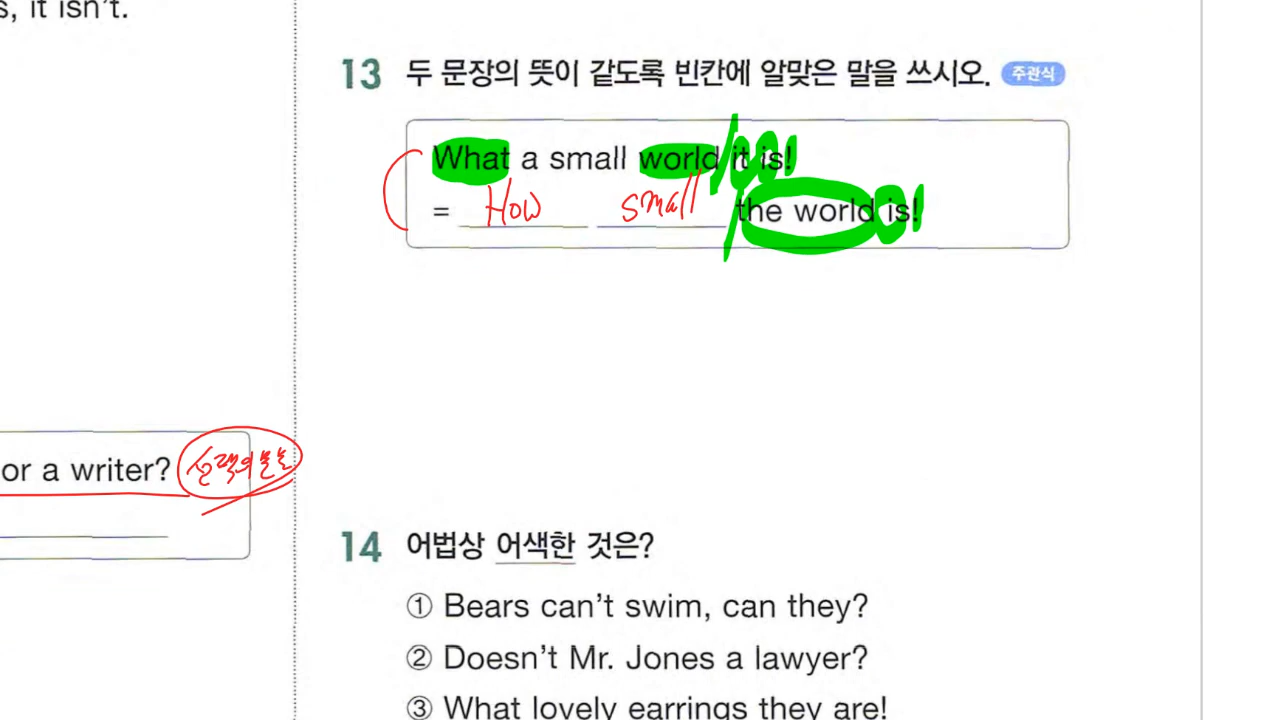 s, it isn't.
or a writer?
13 두 문장의 뜻이 같도록 빈칸에 알맞은 말을 쓰시오. 주관식
What a small world it is!
= How small the world is!
14 어법상 어색한 것은?
① Bears can't swim, can they?
② Doesn't Mr. Jones a lawyer?
③ What lovely earrings they are!